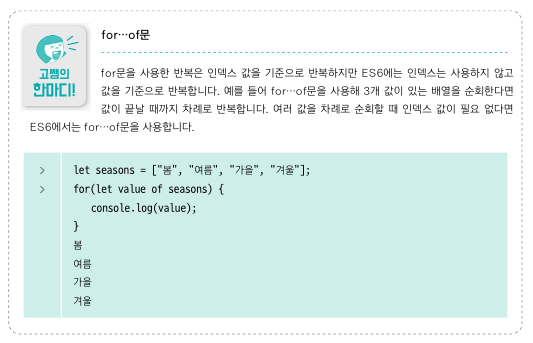 for…of문
고쌤의
한마디!
for문을 사용한 반복은 인덱스 값을 기준으로 반복하지만 ES6에는 인덱스는 사용하지 않고
값을 기준으로 반복합니다. 예를 들어 for…of문을 사용해 3개 값이 있는 배열을 순회한다면
값이 끝날 때까지 차례로 반복합니다. 여러 값을 차례로 순회할 때 인덱스 값이 필요 없다면
ES6에서는 for…of문을 사용합니다.
> let seasons = ["봄", "여름", "가을", "겨울"];
> for(let value of seasons) {
console.log(value);
}
봄
여름
가을
겨울